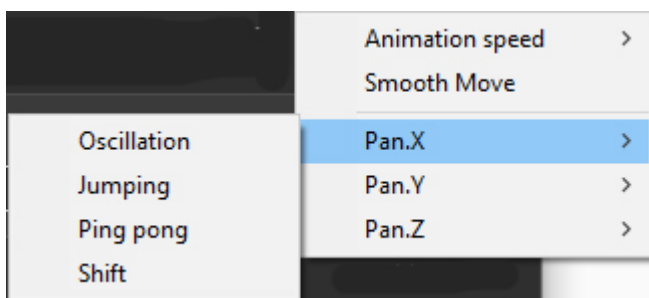 Animation speed
Smooth Move
Pan.X
Pan.Y
Pan.Z
Oscillation
Jumping
Ping pong
Shift